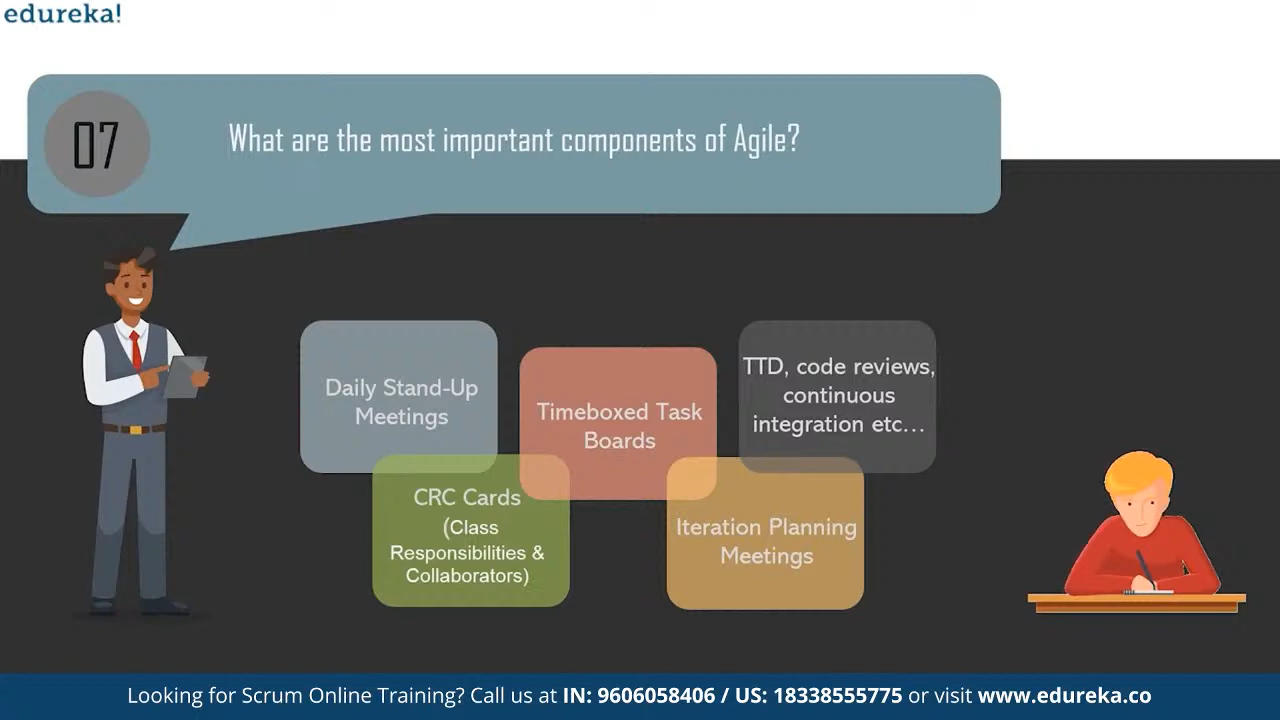 edureka!
07
What are the most important components of Agile?
Daily Stand-Up
Meetings
CRC Cards
(Class
Responsibilities &
Collaborators)
Timeboxed Task
Boards
Iteration Planning
Meetings
TTD, code reviews,
continuous
integration etc...
Looking for Scrum Online Training? Call us at IN: 9606058406 / US: 18338555775 or visit www.edureka.co